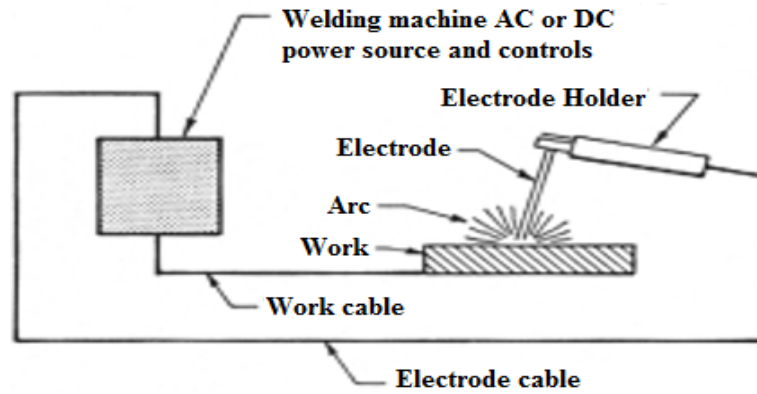 Welding machine AC or DC
power source and controls
Electrode Holder
Electrode
Arc
Work
Work cable
Electrode cable